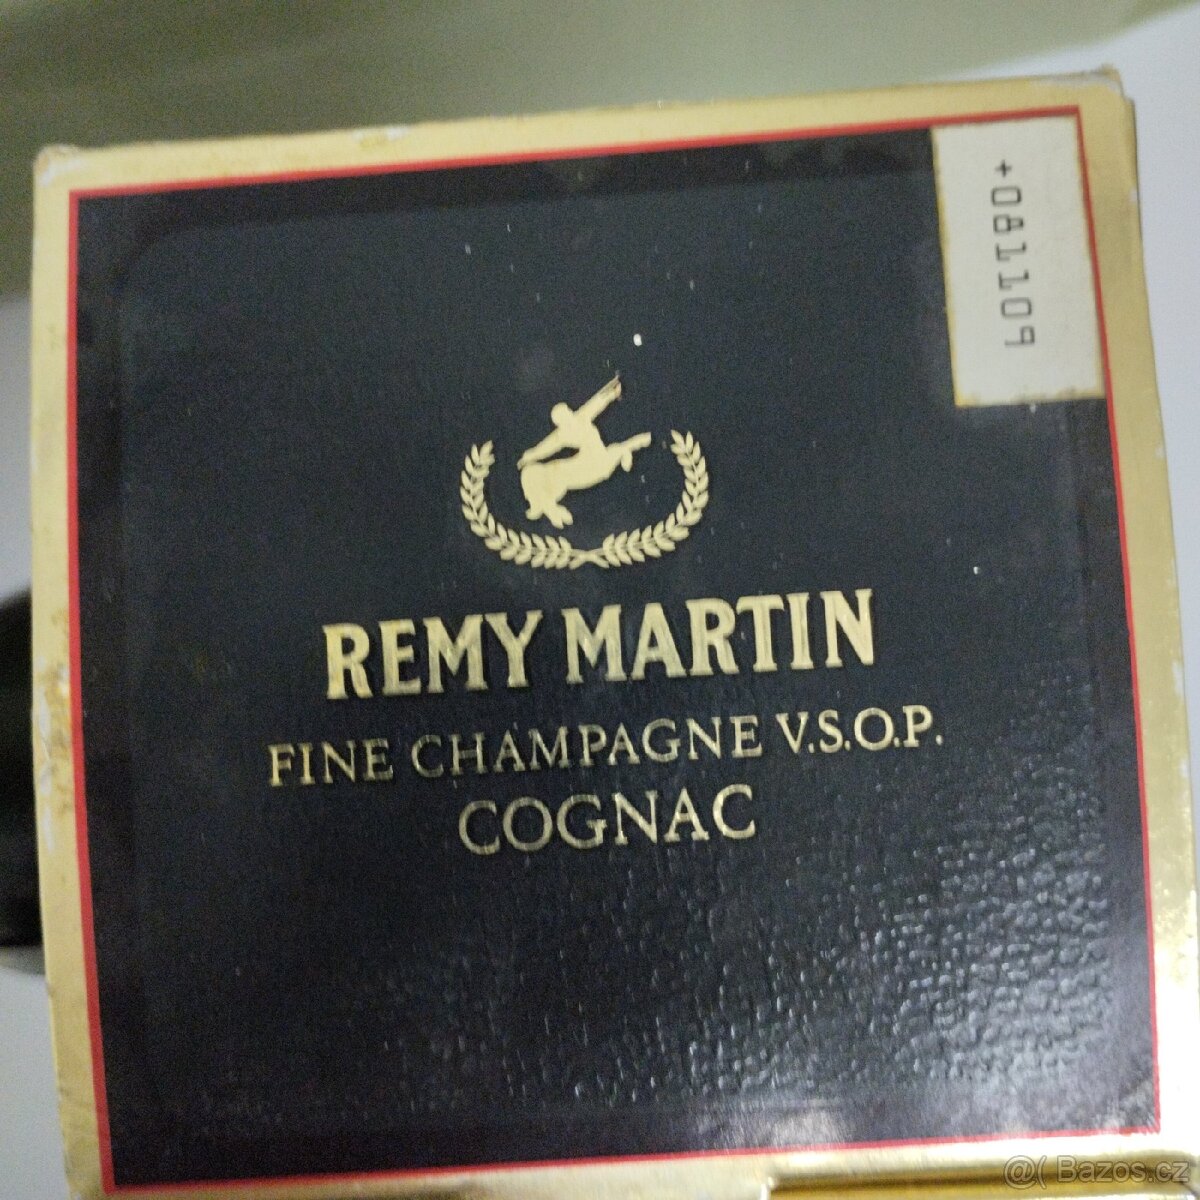 +081109
REMY MARTIN
FINE CHAMPAGNE V.S.O.P.
COGNAC
@( Bazos.cz